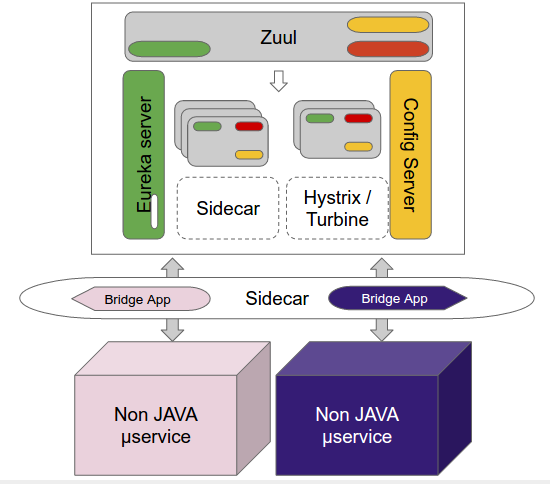 Zuul
Eureka server
Config Server
Sidecar
Hystrix /
Turbine
Bridge App
Sidecar
Bridge App
Non JAVA
µservice
Non JAVA
µservice